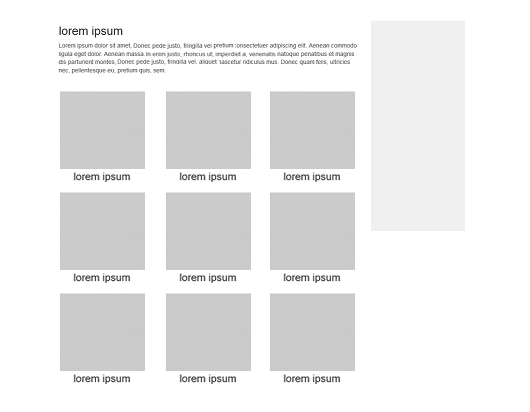 lorem ipsum
Lorem ipsum dolor sit amet, Donec pede justo, fringilla vel pretium consectetuer adipiscing elit. Aenean commodo
ligula eget dolor. Aenean massa In enim justo, rhoncus ut, imperdiet a, venenatis natoque penatibus et magnis
dis parturient montes, Donec pede justo, fringilla vel, aliquet nascetur ridiculus mus. Donec quam felis, ultricies
nec, pellentesque eu, pretium quis, sem.
lorem ipsum lorem ipsum lorem ipsum
lorem ipsum lorem ipsum lorem ipsum
lorem ipsum lorem ipsum lorem ipsum